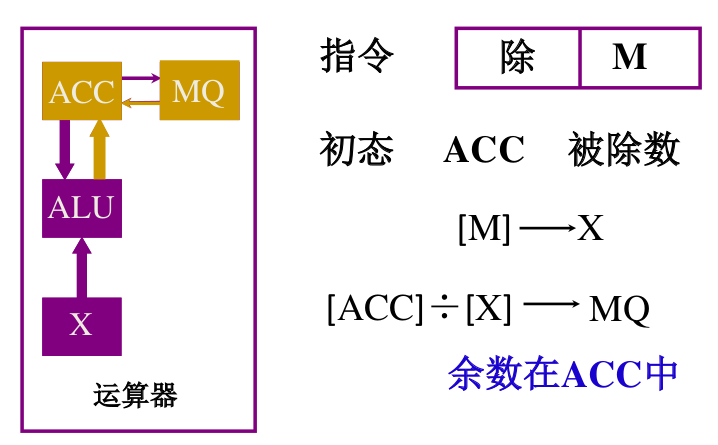 ACC MQ
ALU
X
运算器
指令 除 M
初态 ACC 被除数
[M] → X
[ACC]÷[X] → MQ
余数在ACC中